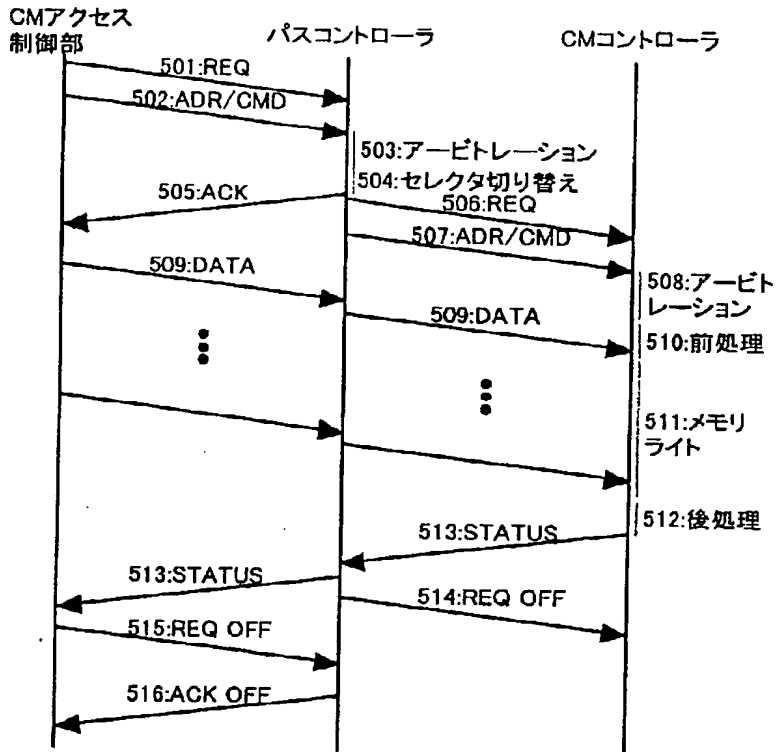 CMアクセス
制御部
パスコントローラ
CMコントローラ
501:REQ
502:ADR/CMD
503:アービトレーション
504:セレクタ切り替え
505:ACK
506:REQ
507:ADR/CMD
508:アービト
レーション
509:DATA
509:DATA
510:前処理
511:メモリ
ライト
512:後処理
513:STATUS
513:STATUS
514:REQ OFF
515:REQ OFF
516:ACK OFF